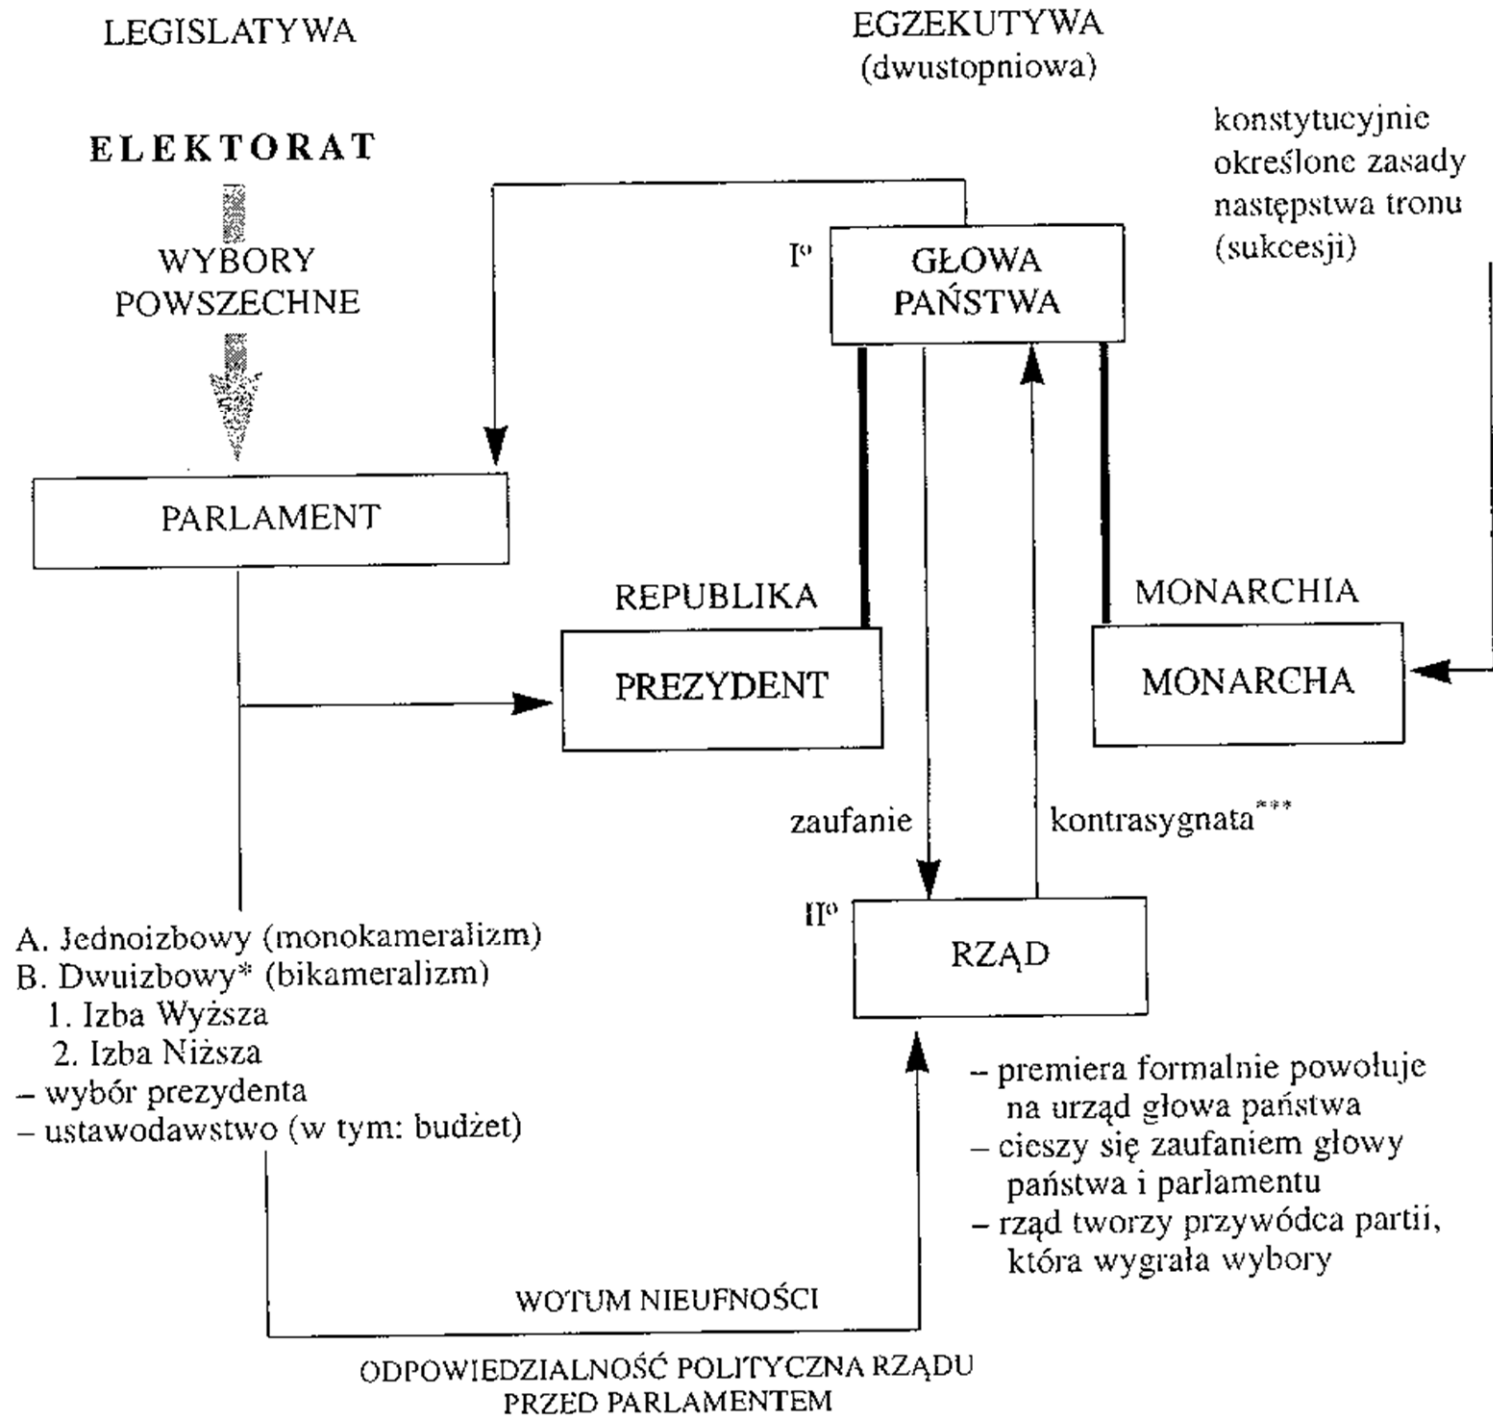 LEGISLATYWA
EGZEKUTYWA
(dwustopniowa)
ELEKTORAT
WYBORY
POWSZECHNE
konstytucyjnie
określone zasady
następstwa tronu
(sukcesji)
I°
GŁOWA
PAŃSTWA
PARLAMENT
REPUBLIKA
PREZYDENT
MONARCHIA
MONARCHA
zaufanie
kontrasygnata***
II°
RZĄD
A. Jednoizbowy (monokameralizm)
B. Dwuizbowy* (bikameralizm)
1. Izba Wyższa
2. Izba Niższa
– wybór prezydenta
– ustawodawstwo (w tym: budżet)
– premiera formalnie powołuje
na urząd głowa państwa
– cieszy się zaufaniem głowy
państwa i parlamentu
– rząd tworzy przywódca partii,
która wygrała wybory
WOTUM NIEUFNOŚCI
ODPOWIEDZIALNOŚĆ POLITYCZNA RZĄDU
PRZED PARLAMENTEM